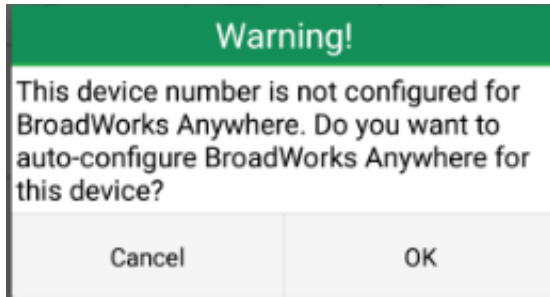 Warning!
This device number is not configured for
BroadWorks Anywhere. Do you want to
auto-configure BroadWorks Anywhere for
this device?
Cancel OK